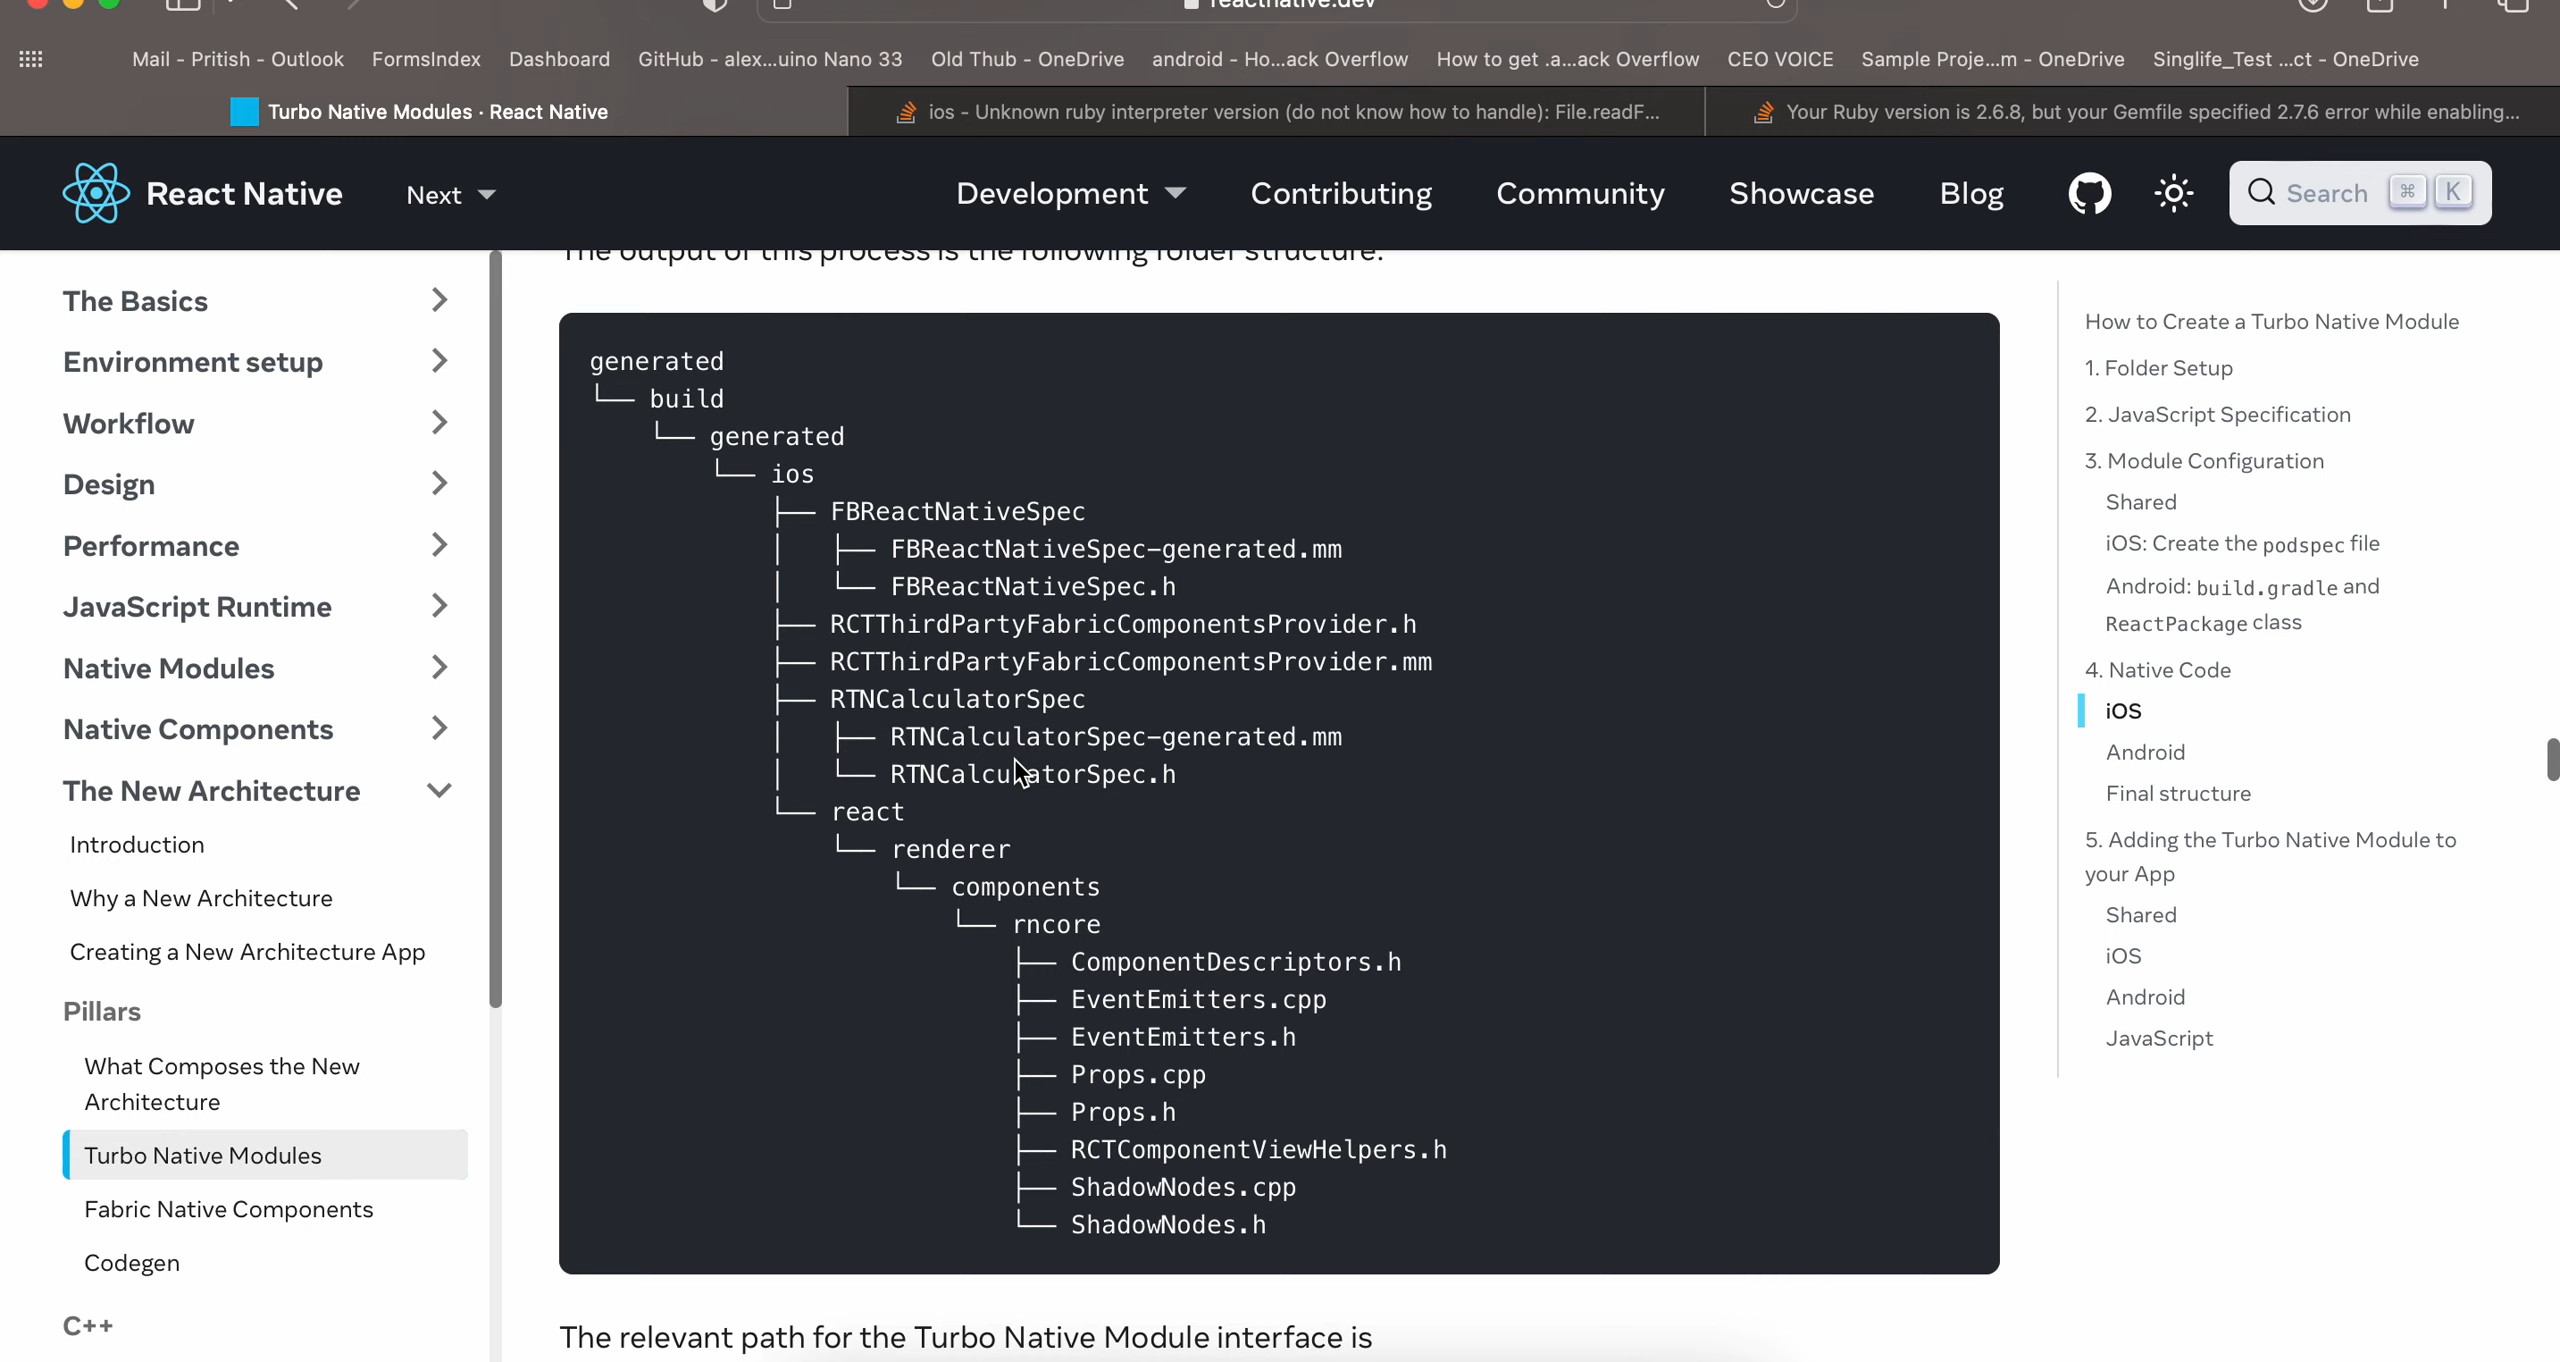 reactnative.dev
Mail - Pritish - Outlook FormsIndex Dashboard GitHub - alex...uino Nano 33 Old Thub - OneDrive android - Ho...ack Overflow How to get .a...ack Overflow CEO VOICE Sample Proje...m - OneDrive Singlife_Test ...ct - OneDrive
Turbo Native Modules · React Native
ios - Unknown ruby interpreter version (do not know how to handle): File.readF...
Your Ruby version is 2.6.8, but your Gemfile specified 2.7.6 error while enabling...
React Native Next Development Contributing Community Showcase Blog Search ⌘ K
The Basics
Environment setup
Workflow
Design
Performance
JavaScript Runtime
Native Modules
Native Components
The New Architecture
Introduction
Why a New Architecture
Creating a New Architecture App
Pillars
What Composes the New
Architecture
Turbo Native Modules
Fabric Native Components
Codegen
C++
The output of this process is the following folder structure:
generated
└── build
    └── generated
        └── ios
            ├── FBReactNativeSpec
            │   ├── FBReactNativeSpec-generated.mm
            │   └── FBReactNativeSpec.h
            ├── RCTThirdPartyFabricComponentsProvider.h
            ├── RCTThirdPartyFabricComponentsProvider.mm
            ├── RTNCalculatorSpec
            │   ├── RTNCalculatorSpec-generated.mm
            │   └── RTNCalculatorSpec.h
            └── react
                └── renderer
                    └── components
                        └── rncore
                            ├── ComponentDescriptors.h
                            ├── EventEmitters.cpp
                            ├── EventEmitters.h
                            ├── Props.cpp
                            ├── Props.h
                            ├── RCTComponentViewHelpers.h
                            ├── ShadowNodes.cpp
                            └── ShadowNodes.h
The relevant path for the Turbo Native Module interface is
How to Create a Turbo Native Module
1. Folder Setup
2. JavaScript Specification
3. Module Configuration
Shared
iOS: Create the podspec file
Android: build.gradle and
ReactPackage class
4. Native Code
iOS
Android
Final structure
5. Adding the Turbo Native Module to
your App
Shared
iOS
Android
JavaScript